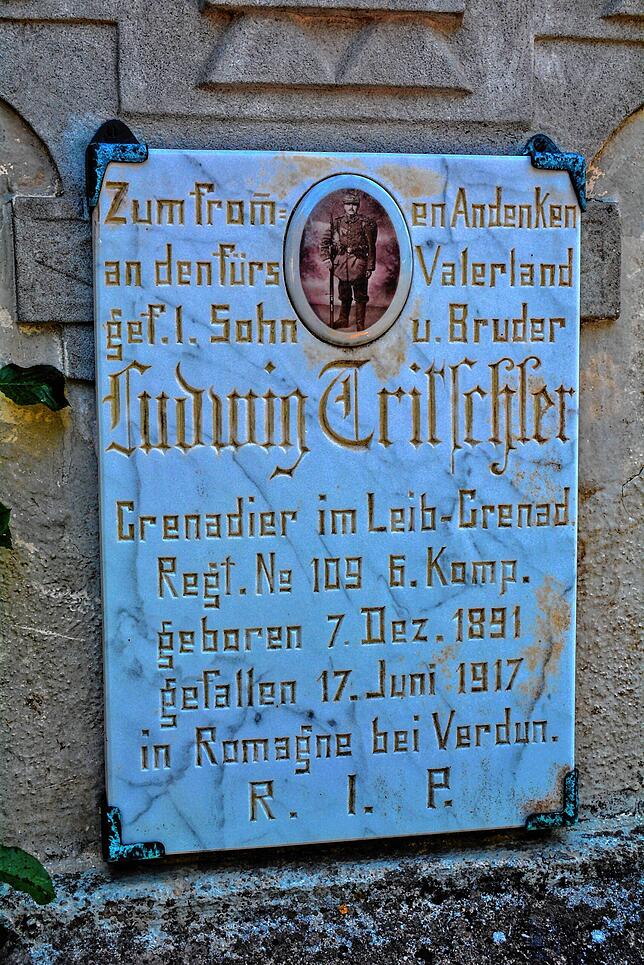 Zum from̄= en Andenken
an den fürs Vaterland
gef. l. Sohn u. Bruder
Ludwig Tritschler
Grenadier im Leib-Grenad.
Regt. No 109 6. Komp.
geboren 7. Dez. 1891
gefallen 17. Juni 1917
in Romagne bei Verdun.
R. I. P.